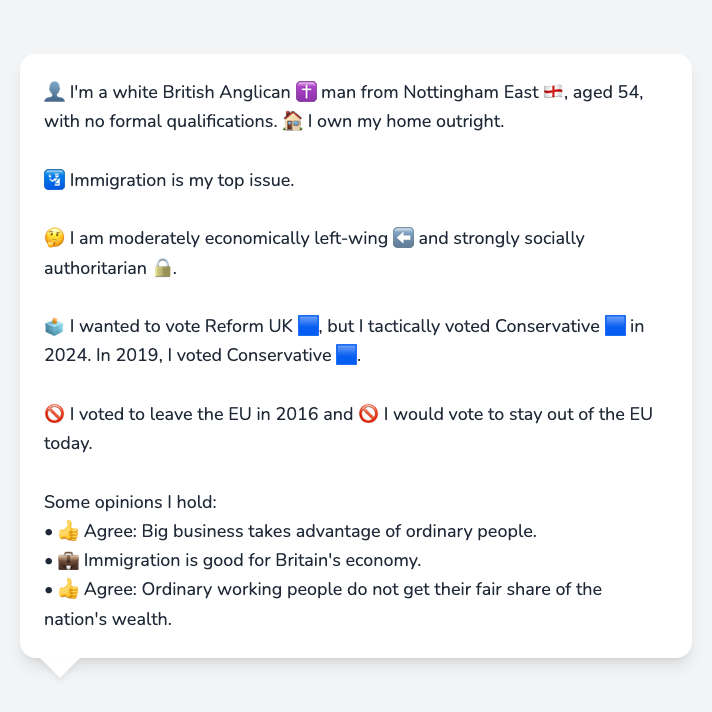 👤 I'm a white British Anglican ✝️ man from Nottingham East 🏴󠁧󠁢󠁥󠁮󠁧󠁿, aged 54,
with no formal qualifications. 🏠 I own my home outright.
🛂 Immigration is my top issue.
🤔 I am moderately economically left-wing ⬅️ and strongly socially
authoritarian 🔒.
🗳️ I wanted to vote Reform UK 🟦, but I tactically voted Conservative 🟦 in
2024. In 2019, I voted Conservative 🟦.
🚫 I voted to leave the EU in 2016 and 🚫 I would vote to stay out of the EU
today.
Some opinions I hold:
• 👍 Agree: Big business takes advantage of ordinary people.
• 💼 Immigration is good for Britain's economy.
• 👍 Agree: Ordinary working people do not get their fair share of the
nation's wealth.